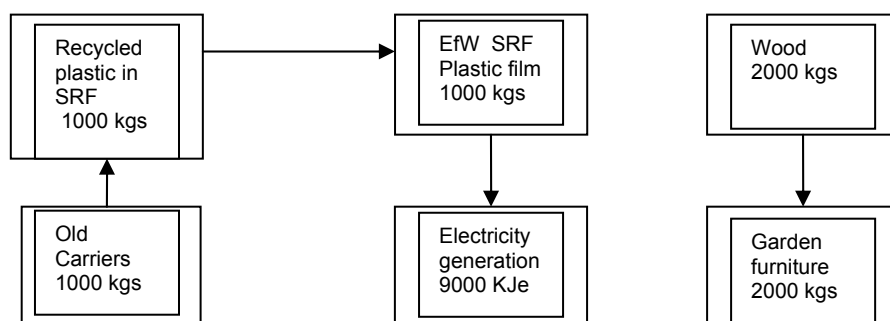 Recycled
plastic in
SRF
1000 kgs
EfW SRF
Plastic film
1000 kgs
Wood
2000 kgs
Old
Carriers
1000 kgs
Electricity
generation
9000 KJe
Garden
furniture
2000 kgs